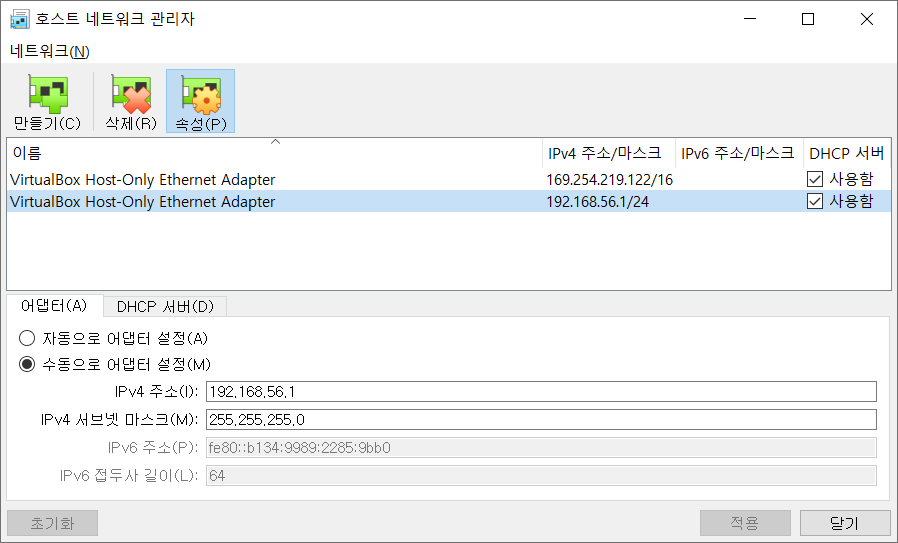 호스트 네트워크 관리자
네트워크(N)
만들기(C) 삭제(R) 속성(P)
이름 IPv4 주소/마스크 IPv6 주소/마스크 DHCP 서버
VirtualBox Host-Only Ethernet Adapter 169.254.219.122/16 사용함
VirtualBox Host-Only Ethernet Adapter 192.168.56.1/24 사용함
어댑터(A) DHCP 서버(D)
자동으로 어댑터 설정(A)
수동으로 어댑터 설정(M)
IPv4 주소(I): 192.168.56.1
IPv4 서브넷 마스크(M): 255.255.255.0
IPv6 주소(P): fe80::b134:9989:2285:9bb0
IPv6 접두사 길이(L): 64
초기화 적용 닫기